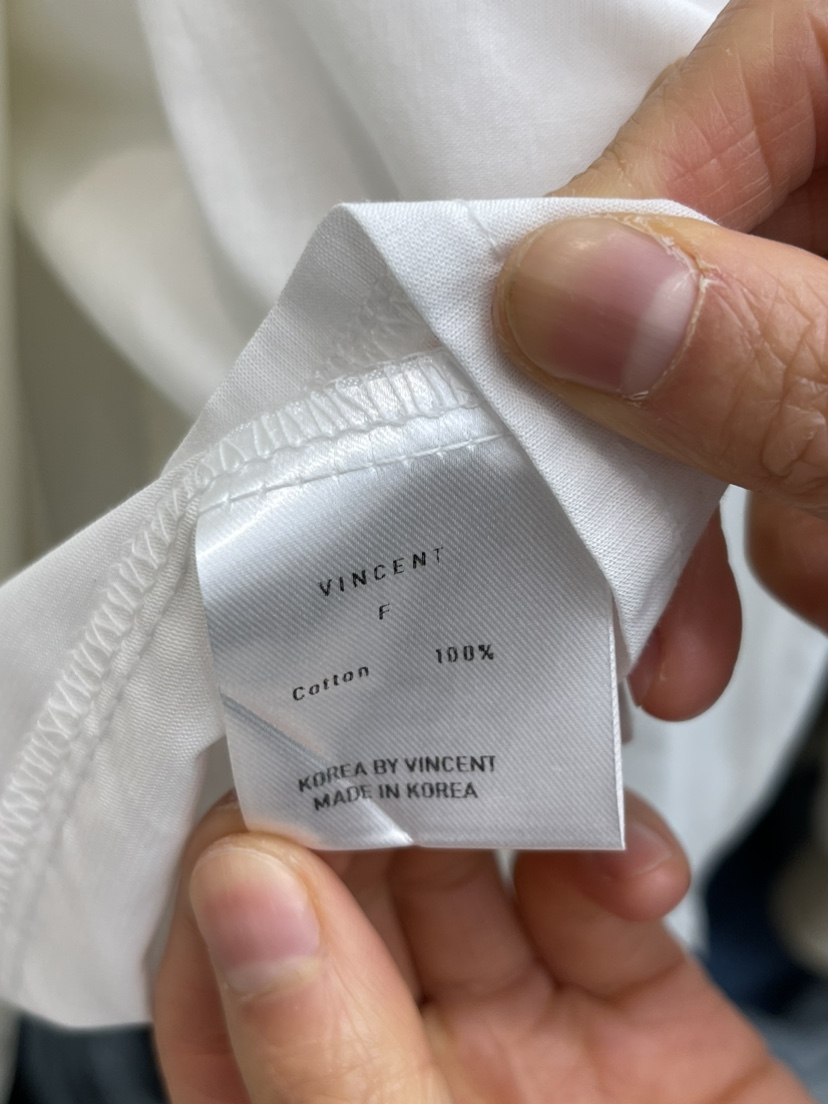 VINCENT
F
Cotton 100%
KOREA BY VINCENT
MADE IN KOREA